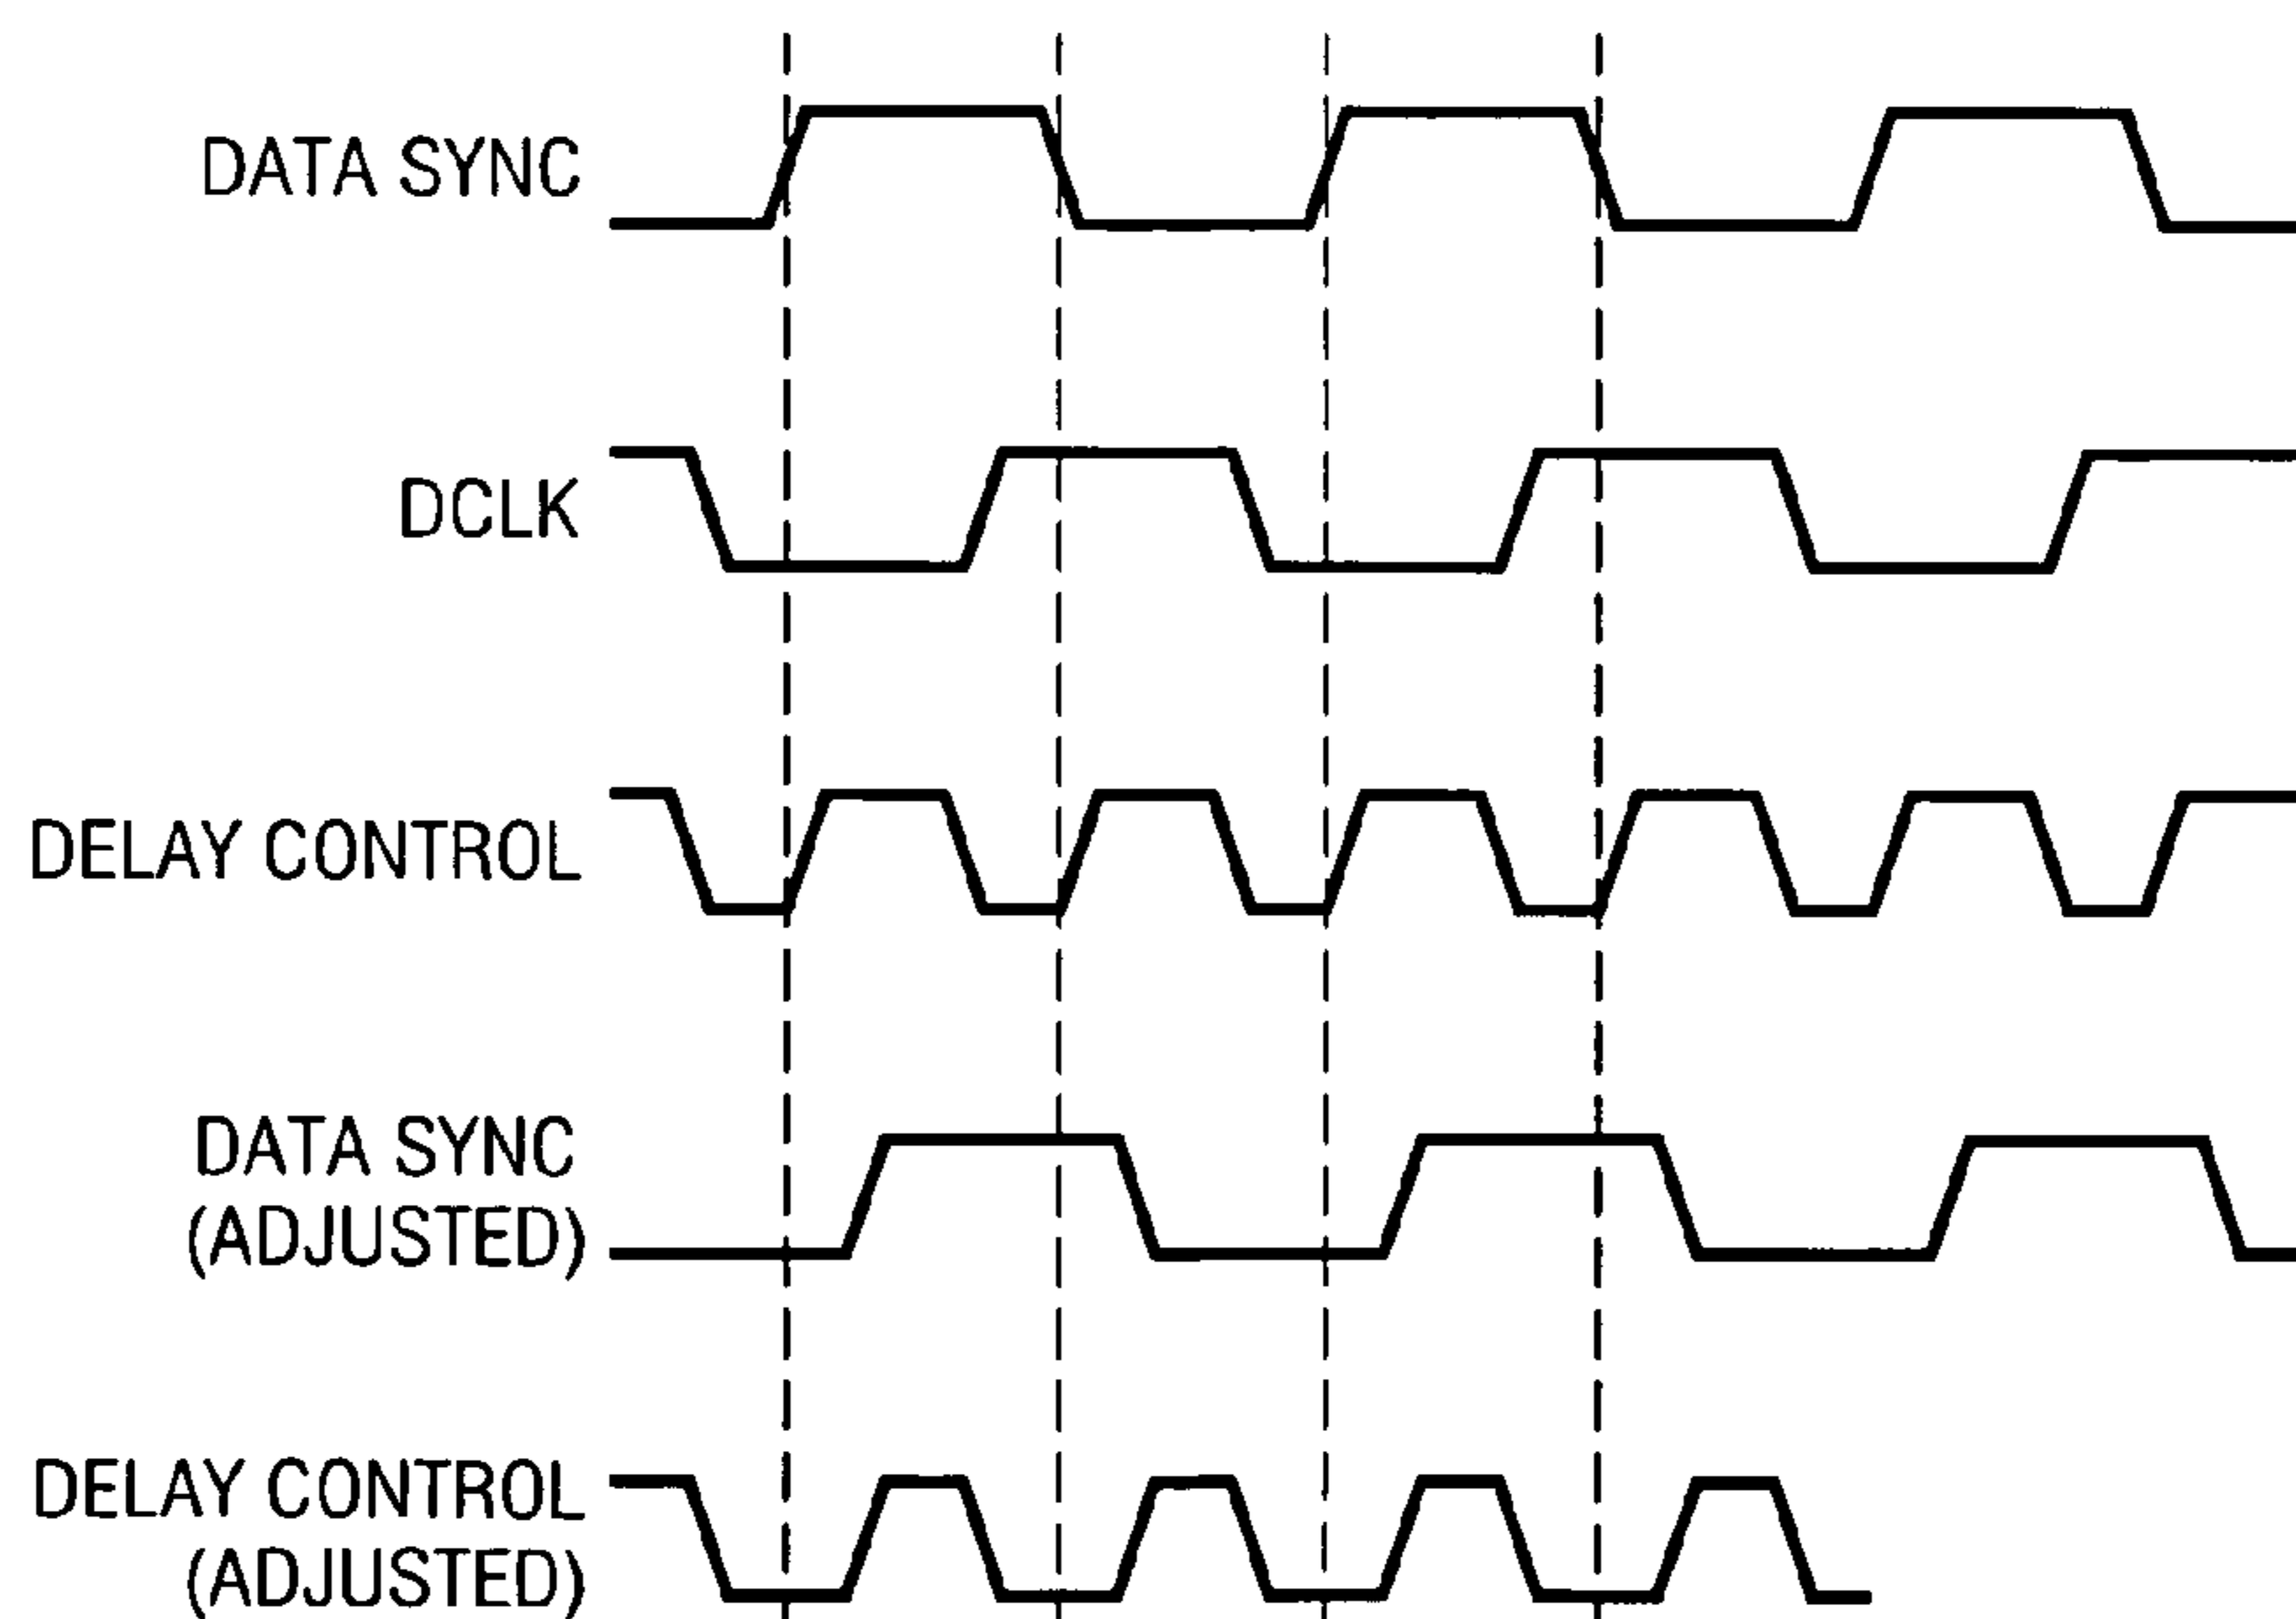 DATA SYNC
DCLK
DELAY CONTROL
DATA SYNC
(ADJUSTED)
DELAY CONTROL
(ADJUSTED)